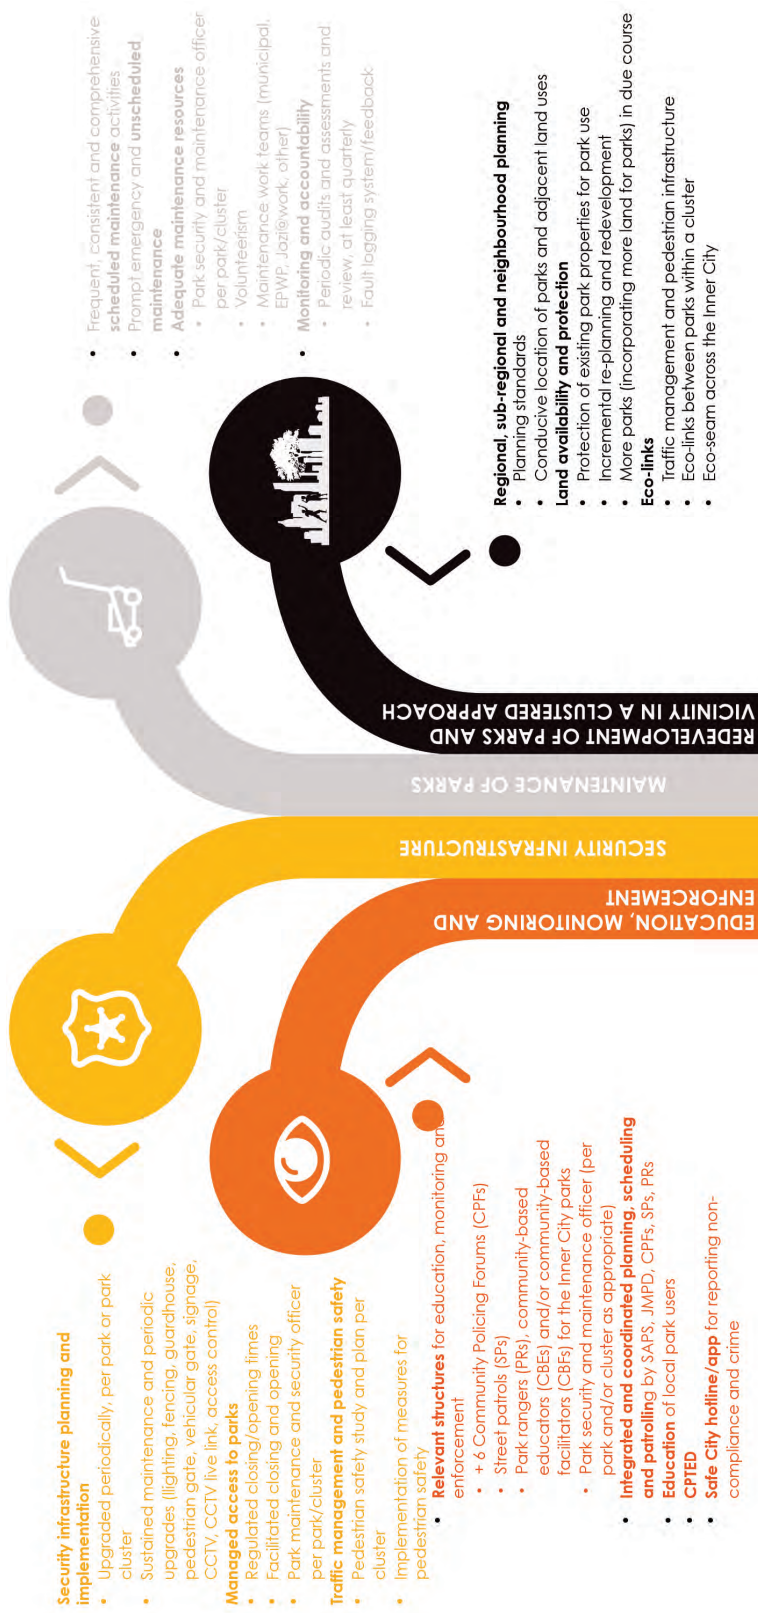 Security infrastructure planning and
implementation
• Upgraded periodically, per park or park
cluster
• Sustained maintenance and periodic
upgrades (llighting, fencing, guardhouse,
pedestrian gate, vehicular gate, signage,
CCTV, CCTV live link, access control)
Managed access to parks
• Regulated closing/opening times
• Facilitated closing and opening
• Park maintenance and security officer
per park/cluster
Traffic management and pedestrian safety
• Pedestrian safety study and plan per
cluster
• Implementation of measures for
pedestrian safety
• Relevant structures for education, monitoring and
enforcement
• + 6 Community Policing Forums (CPFs)
• Street patrols (SPs)
• Park rangers (PRs), community-based
educators (CBEs) and/or community-based
facilitators (CBFs) for the Inner City parks
• Park security and maintenance officer (per
park and/or cluster as appropriate)
• Integrated and coordinated planning, scheduling
and patrolling by SAPS, JMPD, CPFs, SPs, PRs
• Education of local park users
• CPTED
• Safe City hotline/app for reporting non-
compliance and crime
EDUCATION, MONITORING AND
ENFORCEMENT
SECURITY INFRASTRUCTURE
MAINTENANCE OF PARKS
REDEVELOPMENT OF PARKS AND
VICINITY IN A CLUSTERED APPROACH
• Frequent, consistent and comprehensive
scheduled maintenance activities
• Prompt emergency and unscheduled
maintenance
• Adequate maintenance resources
• Park security and maintenance officer
per park/cluster
• Volunteerism
• Maintenance work teams (municipal,
EPWP, Jozi@work, other)
• Monitoring and accountability
• Periodic audits and assessments and
review, at least quarterly
• Fault logging system/feedback
Regional, sub-regional and neighbourhood planning
• Planning standards
• Conducive location of parks and adjacent land uses
Land availability and protection
• Protection of existing park properties for park use
• Incremental re-planning and redevelopment
• More parks (incorporating more land for parks) in due course
Eco-links
• Traffic management and pedestrian infrastructure
• Eco-links between parks within a cluster
• Eco-seam across the Inner City